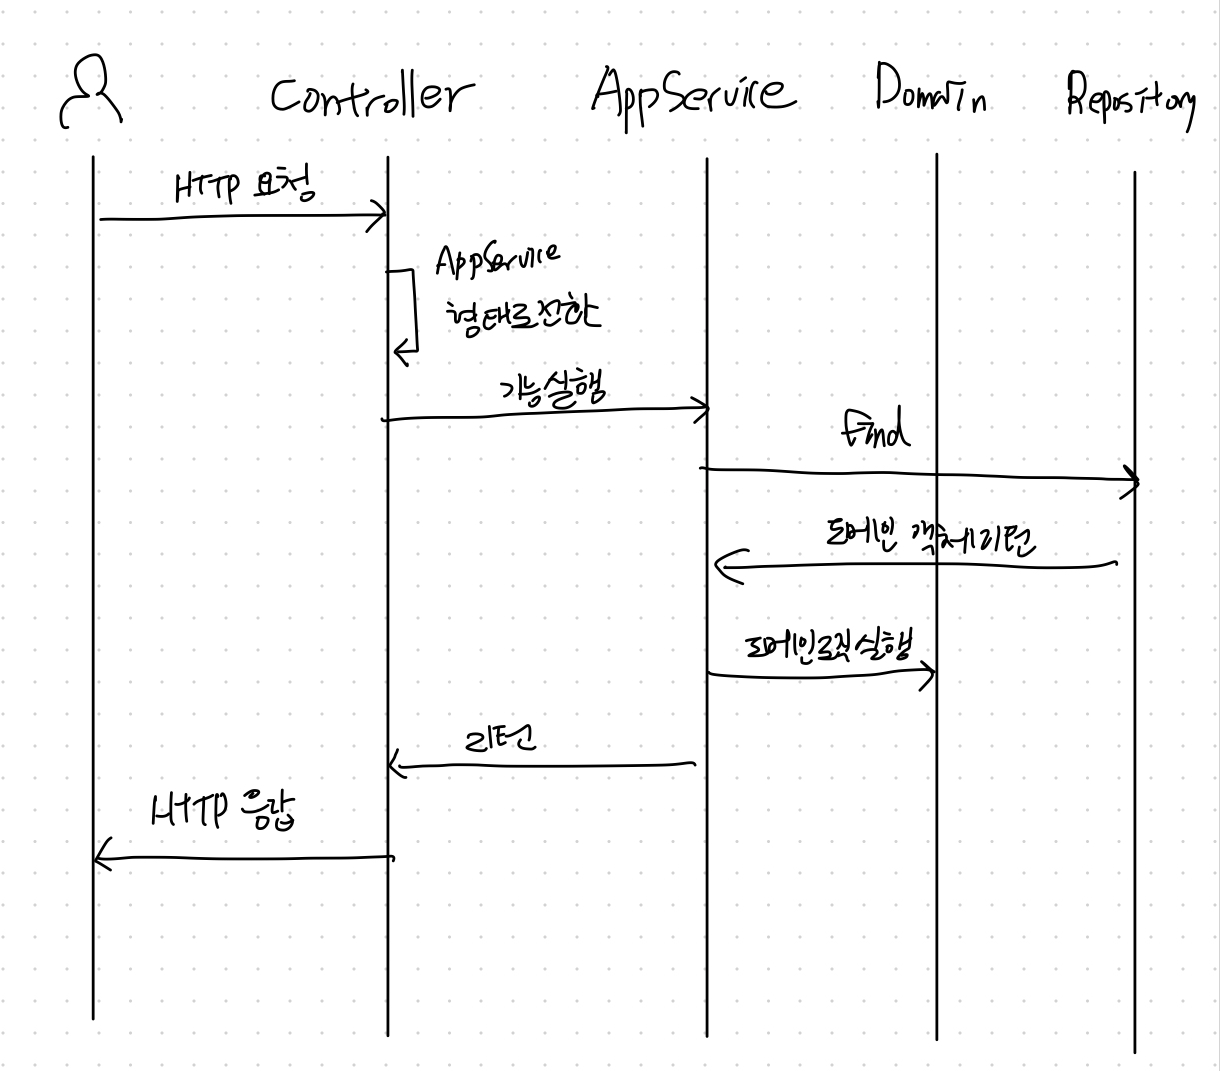 Controller AppService Domain Repository
HTTP 요청
AppService
형태로전환
기능실행
find
도메인 객체리턴
도메인로직실행
리턴
HTTP 응답